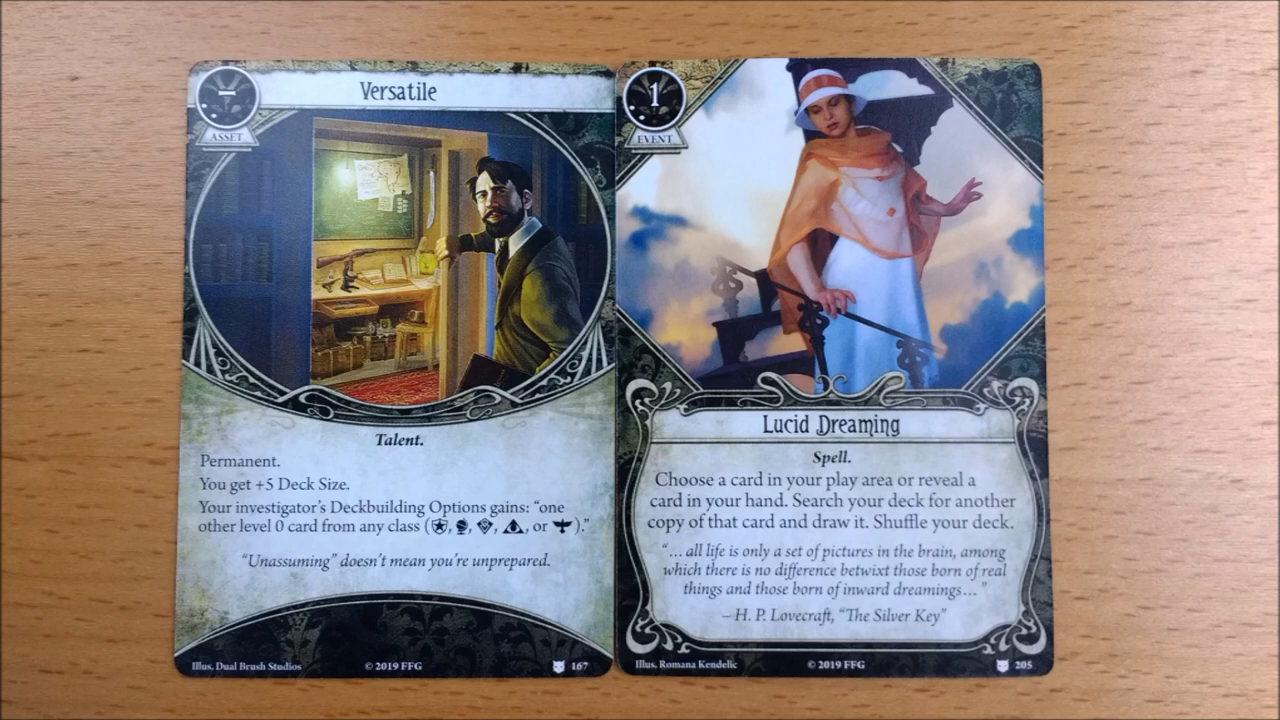 –
ASSET
Versatile
Talent.
Permanent.
You get +5 Deck Size.
Your investigator's Deckbuilding Options gains: “one
other level 0 card from any class ( , , , , or ).”
“Unassuming” doesn't mean you're unprepared.
Illus. Dual Brush Studios © 2019 FFG 167
1
EVENT
Lucid Dreaming
Spell.
Choose a card in your play area or reveal a
card in your hand. Search your deck for another
copy of that card and draw it. Shuffle your deck.
“… all life is only a set of pictures in the brain, among
which there is no difference betwixt those born of real
things and those born of inward dreamings…”
– H. P. Lovecraft, “The Silver Key”
Illus. Romana Kendelic © 2019 FFG 205